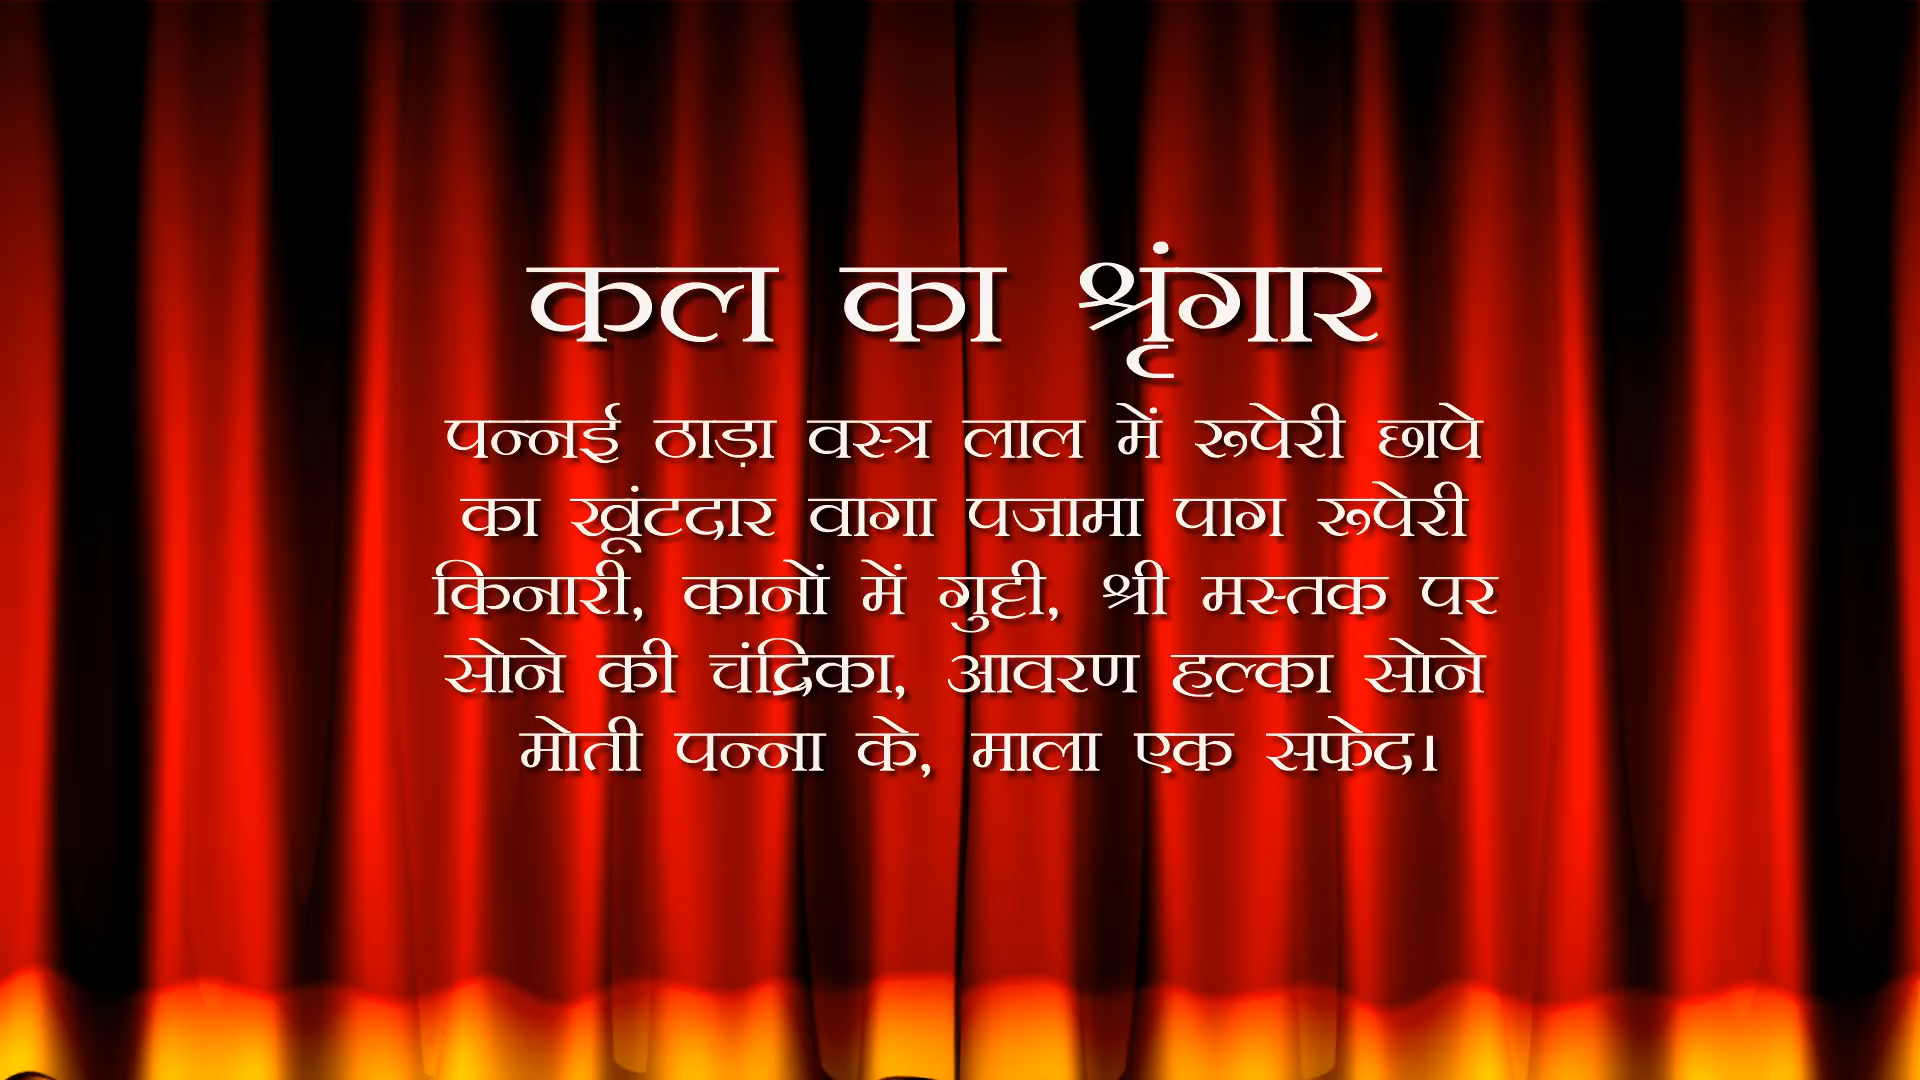 कल का श्रृंगार
पन्नई ठाड़ा वस्त्र लाल में रूपेरी छापे
का खूंटदार वागा पजामा पाग रूपेरी
किनारी, कानों में गुट्टी, श्री मस्तक पर
सोने की चंद्रिका, आवरण हल्का सोने
मोती पन्ना के, माला एक सफेद।